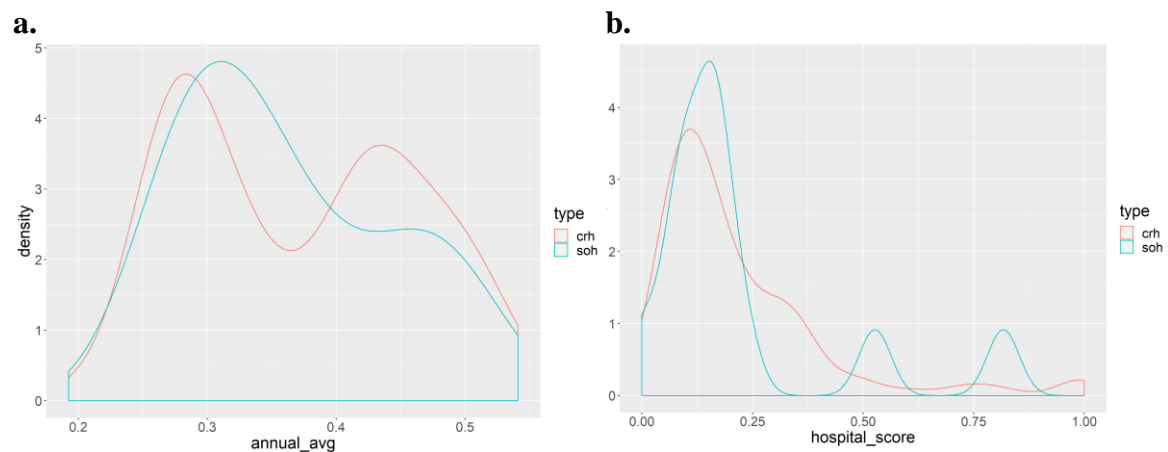 a.
5
4
3
2
1
0
density
0.2 0.3 0.4 0.5
annual_avg
type
crh
soh
b.
4
3
2
1
0
0.00 0.25 0.50 0.75 1.00
hospital_score
type
crh
soh